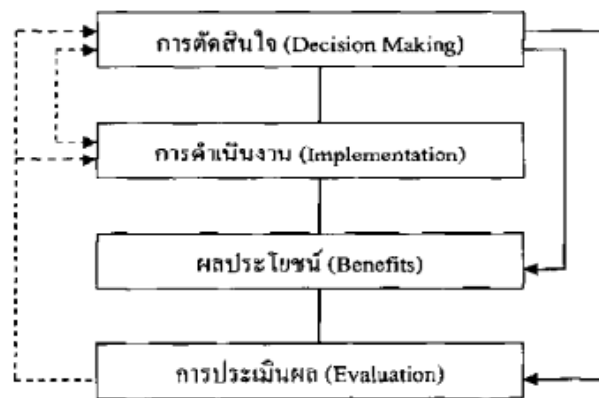 การตัดสินใจ (Decision Making)
การดำเนินงาน (Implementation)
ผลประโยชน์ (Benefits)
การประเมินผล (Evaluation)